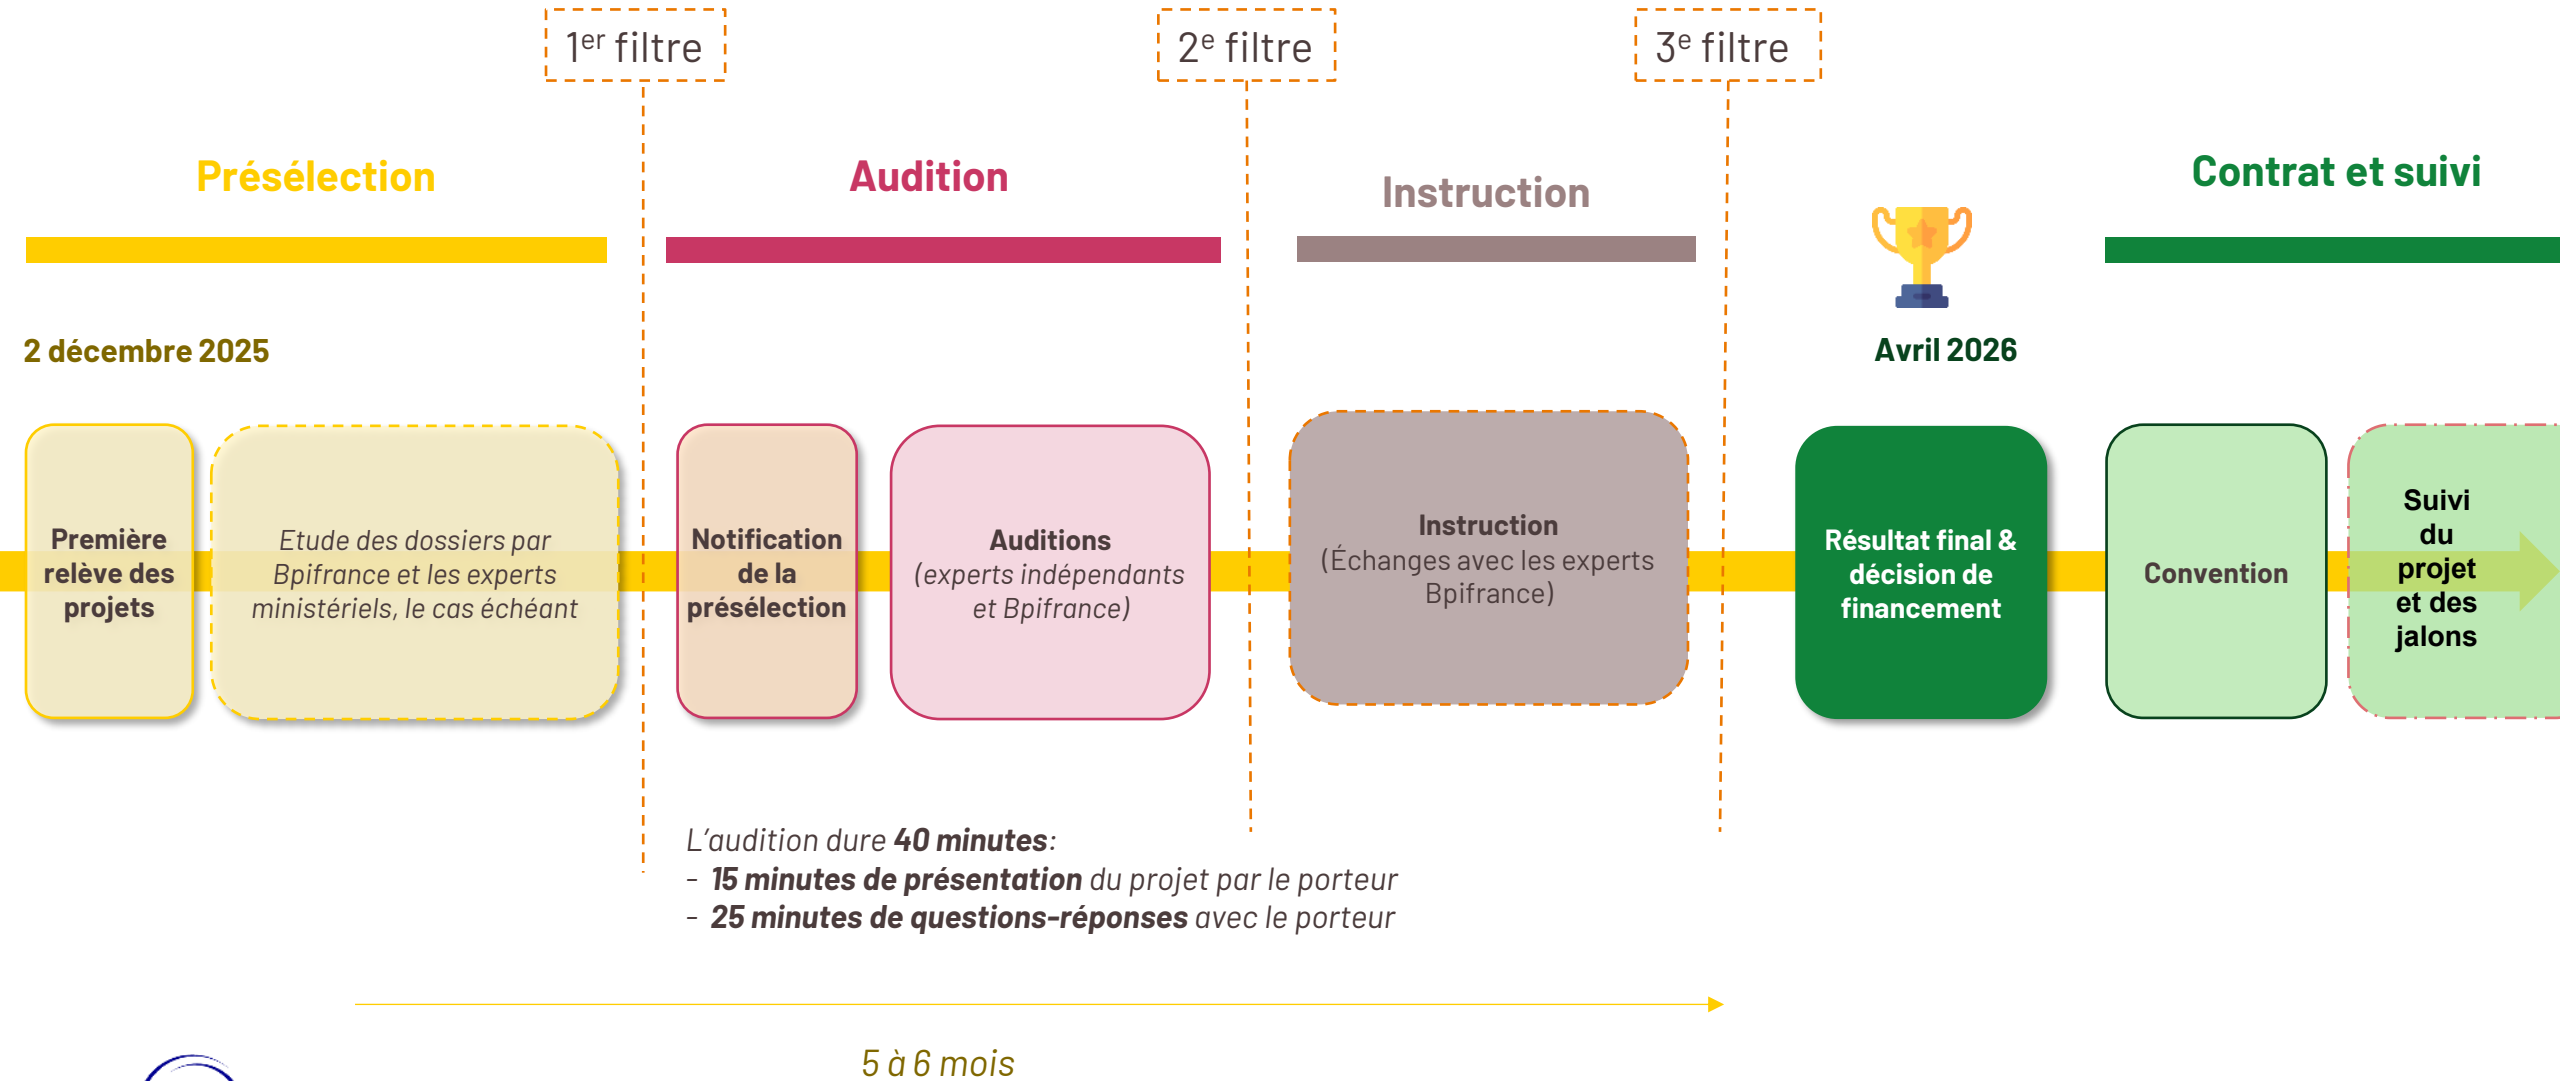 1er filtre
2e filtre
3e filtre
Présélection
Audition
Instruction
Contrat et suivi
2 décembre 2025
Avril 2026
Première
relève des
projets
Etude des dossiers par
Bpifrance et les experts
ministériels, le cas échéant
Notification
de la
présélection
Auditions
(experts indépendants
et Bpifrance)
Instruction
(Échanges avec les experts
Bpifrance)
Résultat final &
décision de
financement
Convention
Suivi
du
projet
et des
jalons
L'audition dure 40 minutes:
- 15 minutes de présentation du projet par le porteur
- 25 minutes de questions-réponses avec le porteur
5 à 6 mois